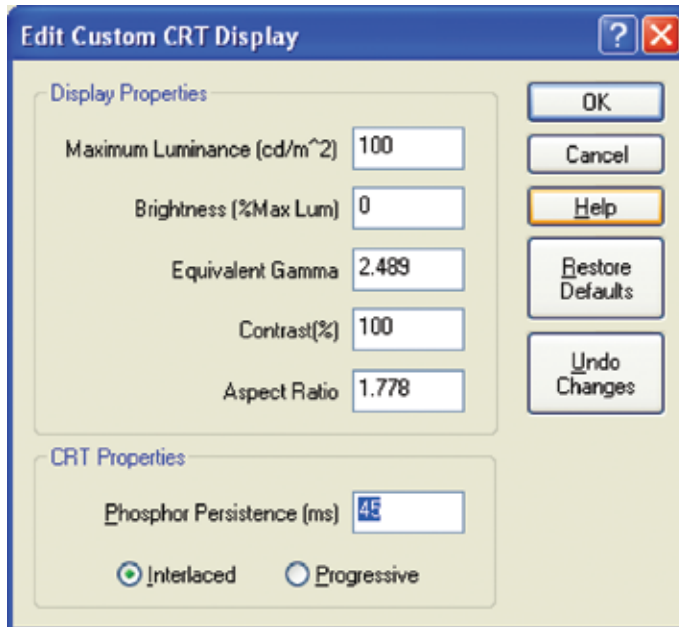 Edit Custom CRT Display
Display Properties
Maximum Luminance (cd/m^2) 100
Brightness (%Max Lum) 0
Equivalent Gamma 2.489
Contrast(%) 100
Aspect Ratio 1.778
CRT Properties
Phosphor Persistence (ms) 45
Interlaced Progressive
OK
Cancel
Help
Restore
Defaults
Undo
Changes